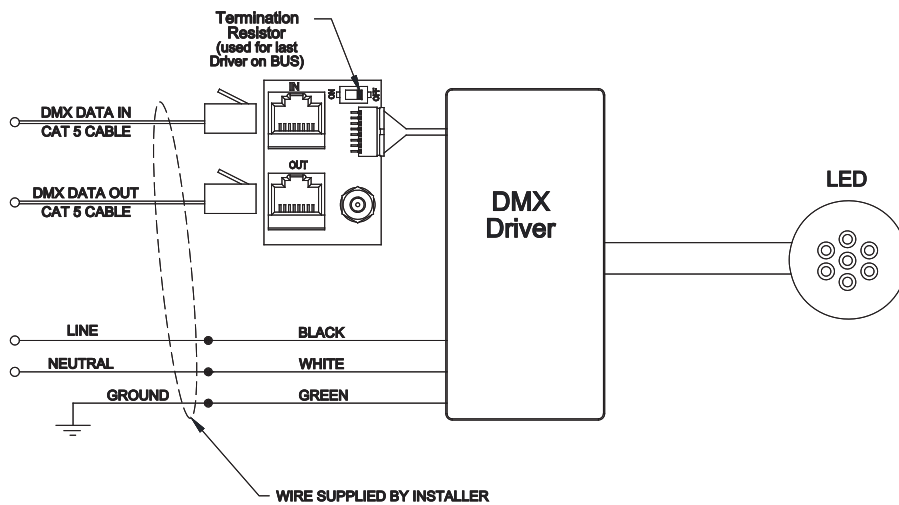 Termination
Resistor
(used for last
Driver on BUS)
IN
ON
OFF
DMX DATA IN
CAT 5 CABLE
OUT
DMX DATA OUT
CAT 5 CABLE
DMX
Driver
LED
LINE
BLACK
NEUTRAL
WHITE
GROUND
GREEN
WIRE SUPPLIED BY INSTALLER